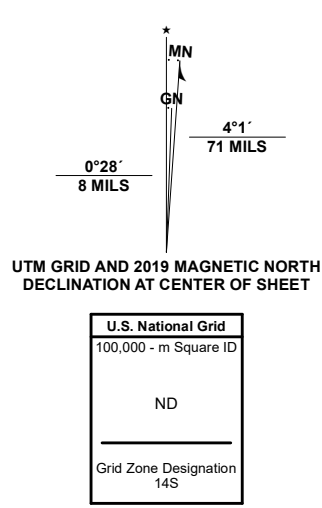 ★
MN
GN
4°1´
71 MILS
0°28´
8 MILS
UTM GRID AND 2019 MAGNETIC NORTH
DECLINATION AT CENTER OF SHEET
U.S. National Grid
100,000 - m Square ID
ND
Grid Zone Designation
14S